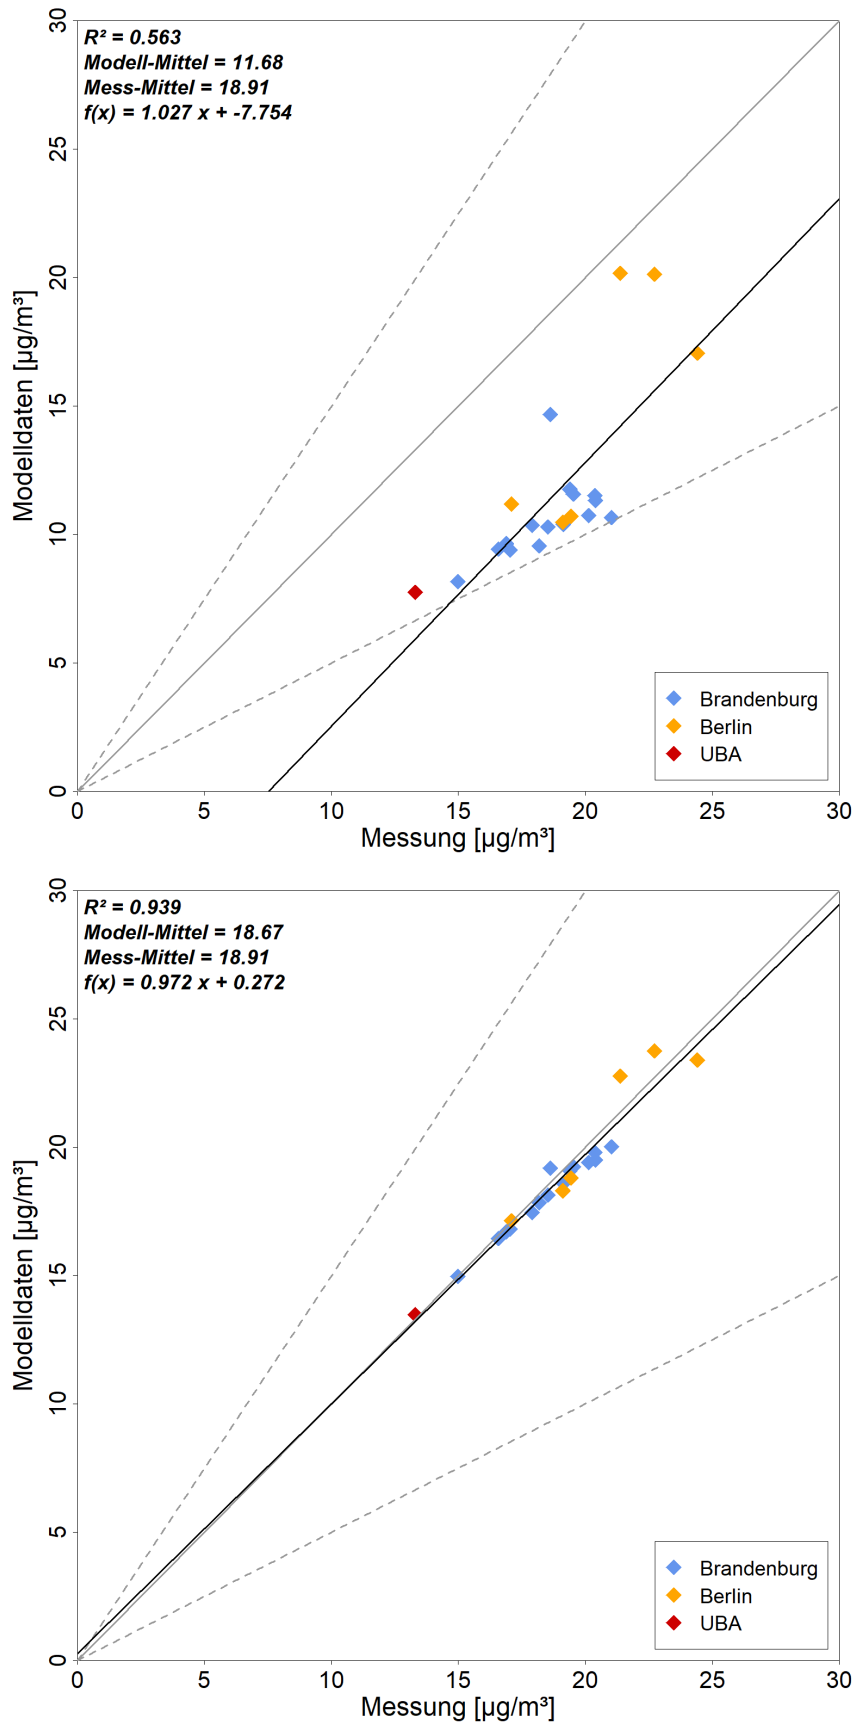 R² = 0.563
Modell-Mittel = 11.68
Mess-Mittel = 18.91
f(x) = 1.027 x + -7.754
30
25
20
15
10
5
0
Modelldaten [µg/m³]
Brandenburg
Berlin
UBA
0 5 10 15 20 25 30
Messung [µg/m³]
R² = 0.939
Modell-Mittel = 18.67
Mess-Mittel = 18.91
f(x) = 0.972 x + 0.272
30
25
20
15
10
5
0
Modelldaten [µg/m³]
Brandenburg
Berlin
UBA
0 5 10 15 20 25 30
Messung [µg/m³]